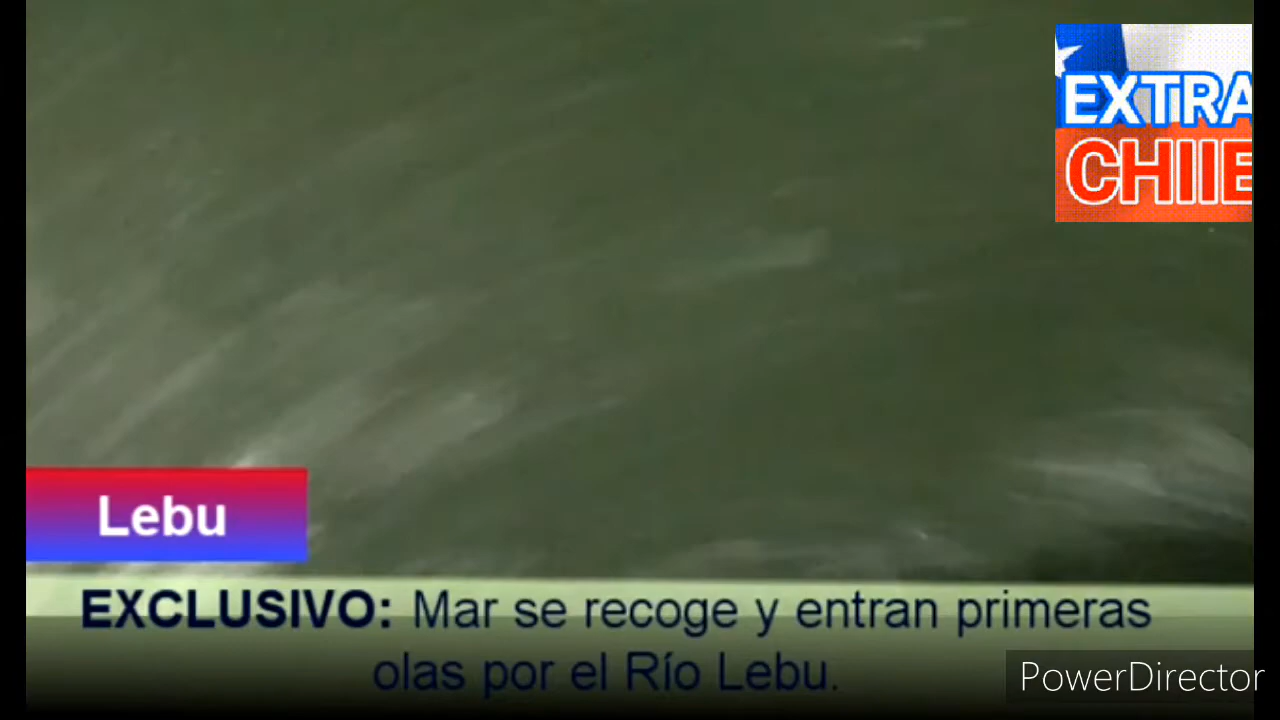 EXTRA
CHIIE
Lebu
EXCLUSIVO: Mar se recoge y entran primeras
olas por el Río Lebu.
PowerDirector